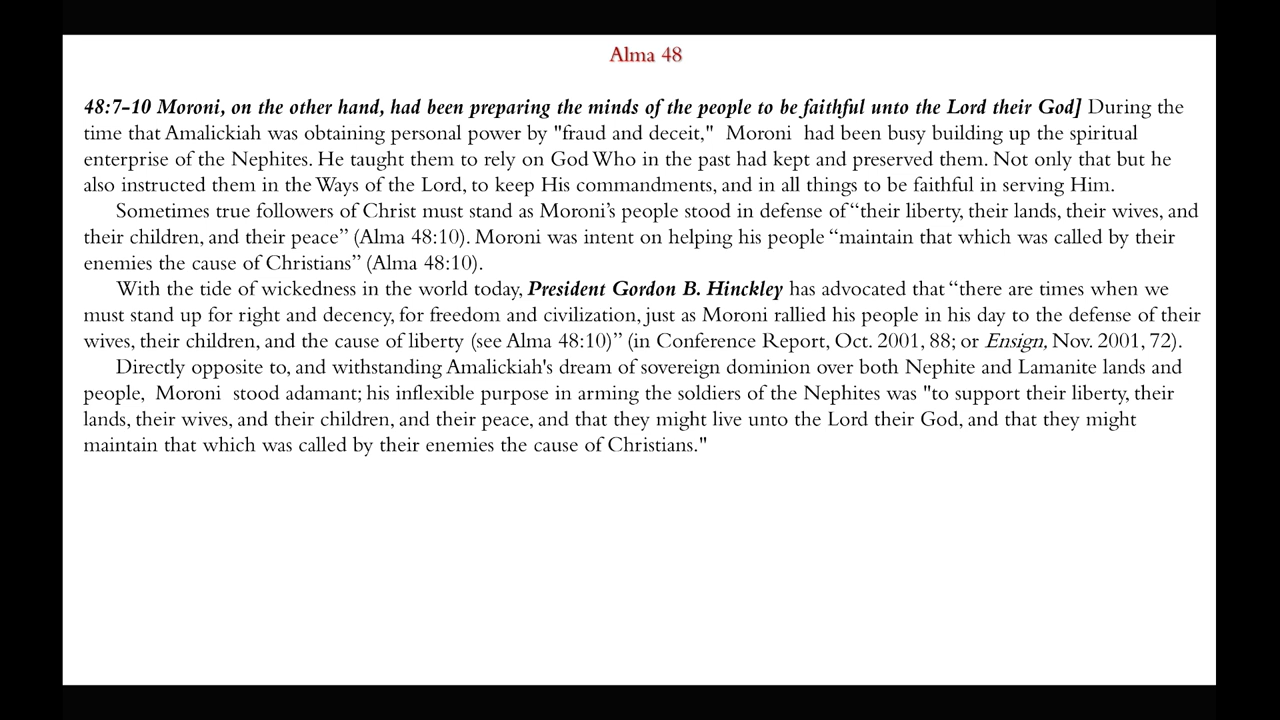 Alma 48
48:7-10 Moroni, on the other hand, had been preparing the minds of the people to be faithful unto the Lord their God] During the
time that Amalickiah was obtaining personal power by "fraud and deceit," Moroni had been busy building up the spiritual
enterprise of the Nephites. He taught them to rely on God Who in the past had kept and preserved them. Not only that but he
also instructed them in the Ways of the Lord, to keep His commandments, and in all things to be faithful in serving Him.
Sometimes true followers of Christ must stand as Moroni’s people stood in defense of “their liberty, their lands, their wives, and
their children, and their peace” (Alma 48:10). Moroni was intent on helping his people “maintain that which was called by their
enemies the cause of Christians” (Alma 48:10).
With the tide of wickedness in the world today, President Gordon B. Hinckley has advocated that “there are times when we
must stand up for right and decency, for freedom and civilization, just as Moroni rallied his people in his day to the defense of their
wives, their children, and the cause of liberty (see Alma 48:10)” (in Conference Report, Oct. 2001, 88; or Ensign, Nov. 2001, 72).
Directly opposite to, and withstanding Amalickiah's dream of sovereign dominion over both Nephite and Lamanite lands and
people, Moroni stood adamant; his inflexible purpose in arming the soldiers of the Nephites was "to support their liberty, their
lands, their wives, and their children, and their peace, and that they might live unto the Lord their God, and that they might
maintain that which was called by their enemies the cause of Christians."